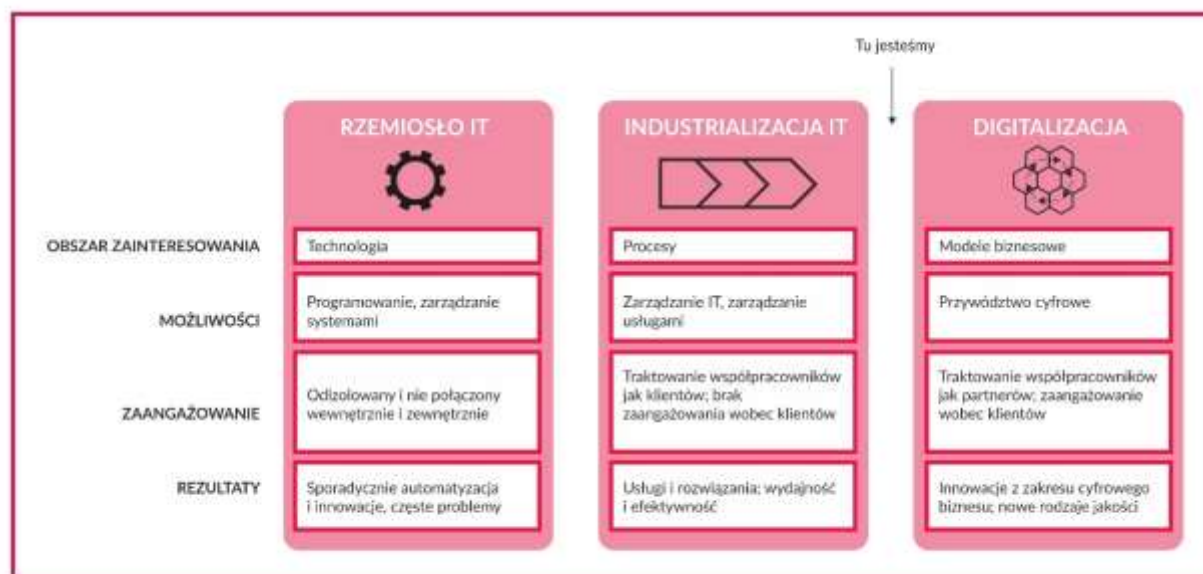 Tu jesteśmy
RZEMIOSŁO IT
INDUSTRIALIZACJA IT
DIGITALIZACJA
OBSZAR ZAINTERESOWANIA
Technologia
Procesy
Modele biznesowe
MOŻLIWOŚCI
Programowanie, zarządzanie
systemami
Zarządzanie IT, zarządzanie
usługami
Przywództwo cyfrowe
ZAANGAŻOWANIE
Odizolowany i nie połączony
wewnętrznie i zewnętrznie
Traktowanie współpracowników
jak klientów; brak
zaangażowania wobec klientów
Traktowanie współpracowników
jak partnerów; zaangażowanie
wobec klientów
REZULTATY
Sporadycznie automatyzacja
i innowacje, częste problemy
Usługi i rozwiązania; wydajność
i efektywność
Innowacje z zakresu cyfrowego
biznesu; nowe rodzaje jakości